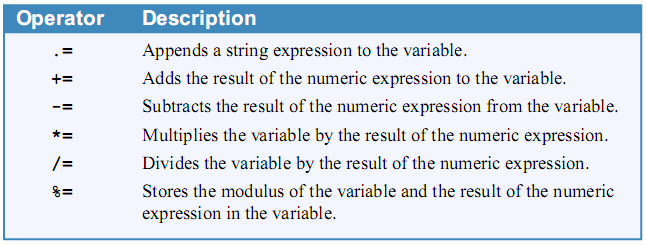 Operator Description
.= Appends a string expression to the variable.
+= Adds the result of the numeric expression to the variable.
-= Subtracts the result of the numeric expression from the variable.
*= Multiplies the variable by the result of the numeric expression.
/= Divides the variable by the result of the numeric expression.
%= Stores the modulus of the variable and the result of the numeric
expression in the variable.